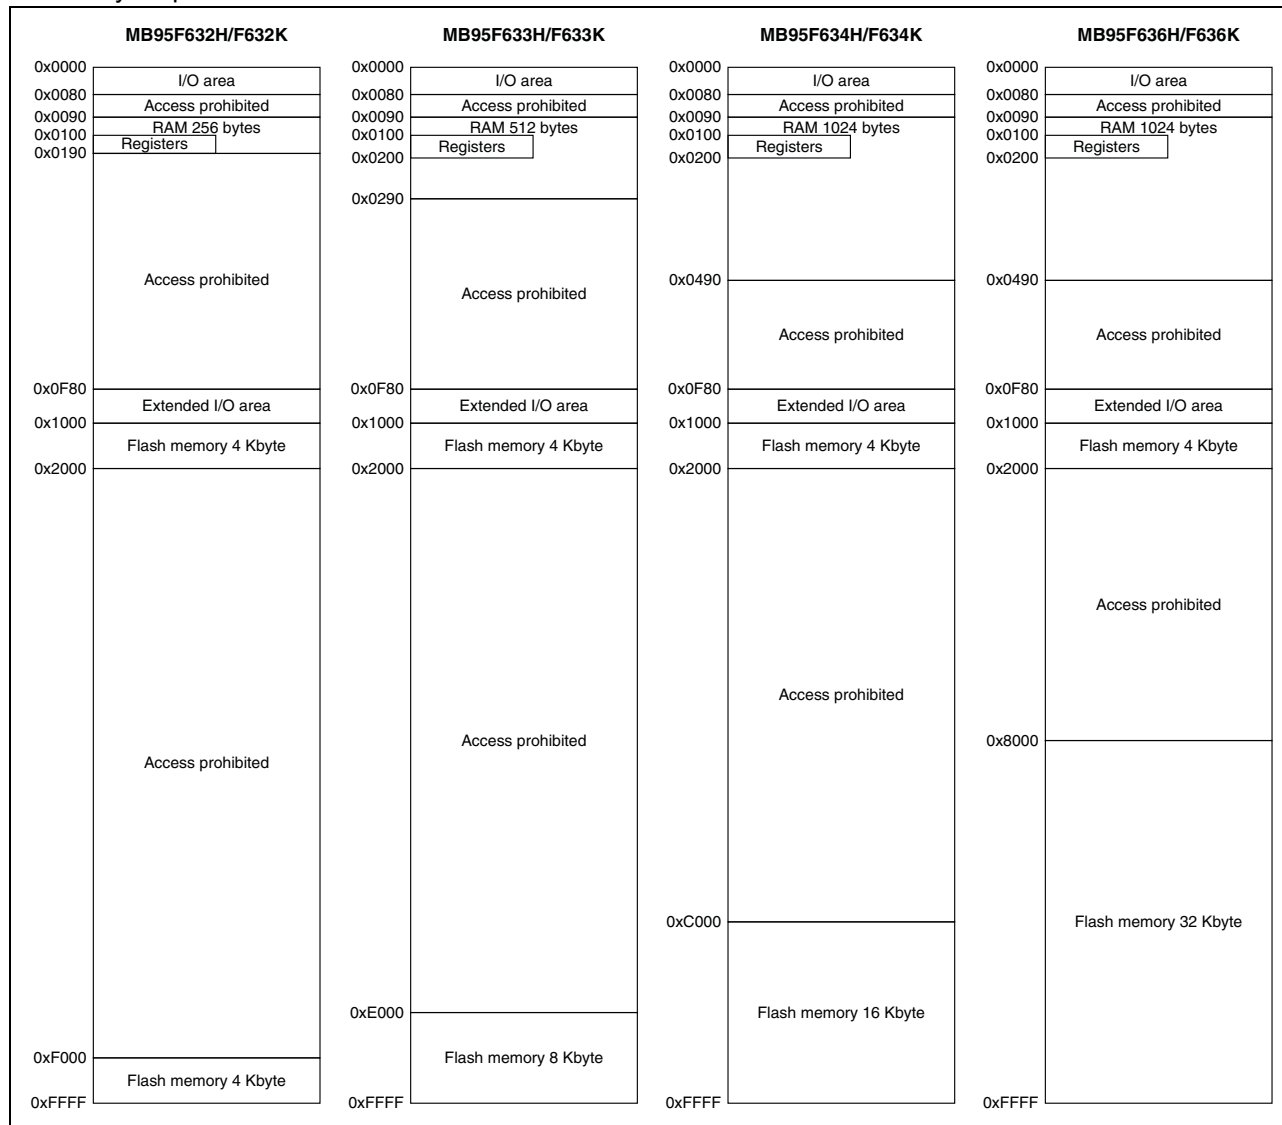 MB95F632H/F632K
0x0000
I/O area
0x0080
Access prohibited
0x0090
RAM 256 bytes
0x0100
Registers
0x0190
Access prohibited
0x0F80
Extended I/O area
0x1000
Flash memory 4 Kbyte
0x2000
Access prohibited
0xF000
Flash memory 4 Kbyte
0xFFFF
MB95F633H/F633K
0x0000
I/O area
0x0080
Access prohibited
0x0090
RAM 512 bytes
0x0100
Registers
0x0200
0x0290
Access prohibited
0x0F80
Extended I/O area
0x1000
Flash memory 4 Kbyte
0x2000
Access prohibited
0xE000
Flash memory 8 Kbyte
0xFFFF
MB95F634H/F634K
0x0000
I/O area
0x0080
Access prohibited
0x0090
RAM 1024 bytes
0x0100
Registers
0x0200
0x0490
Access prohibited
0x0F80
Extended I/O area
0x1000
Flash memory 4 Kbyte
0x2000
Access prohibited
0xC000
Flash memory 16 Kbyte
0xFFFF
MB95F636H/F636K
0x0000
I/O area
0x0080
Access prohibited
0x0090
RAM 1024 bytes
0x0100
Registers
0x0200
0x0490
Access prohibited
0x0F80
Extended I/O area
0x1000
Flash memory 4 Kbyte
0x2000
Access prohibited
0x8000
Flash memory 32 Kbyte
0xFFFF